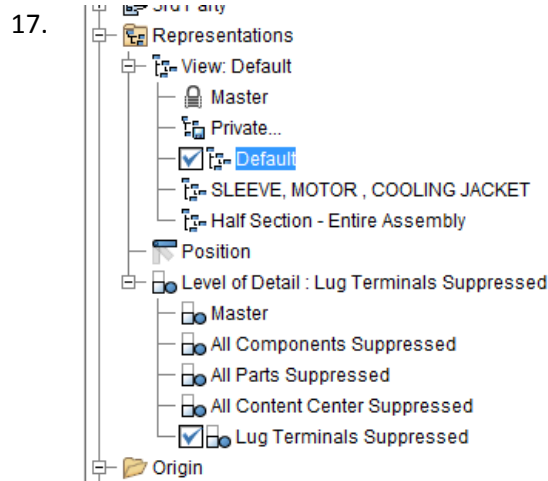 17.
3rd Party
Representations
View: Default
Master
Private...
Default
SLEEVE, MOTOR , COOLING JACKET
Half Section - Entire Assembly
Position
Level of Detail : Lug Terminals Suppressed
Master
All Components Suppressed
All Parts Suppressed
All Content Center Suppressed
Lug Terminals Suppressed
Origin